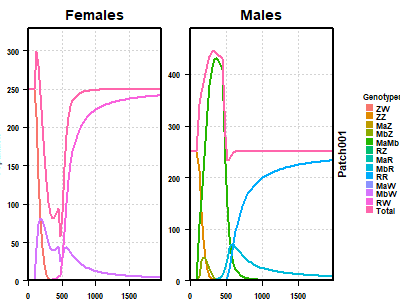 Females
Males
300
250
200
150
100
50
0
0
500
1000
1500
400
300
200
100
0
0
500
1000
1500
Patch001
Genotypes
ZW
ZZ
MaZ
MbZ
MaMb
RZ
MaR
MbR
RR
MaW
MbW
RW
Total